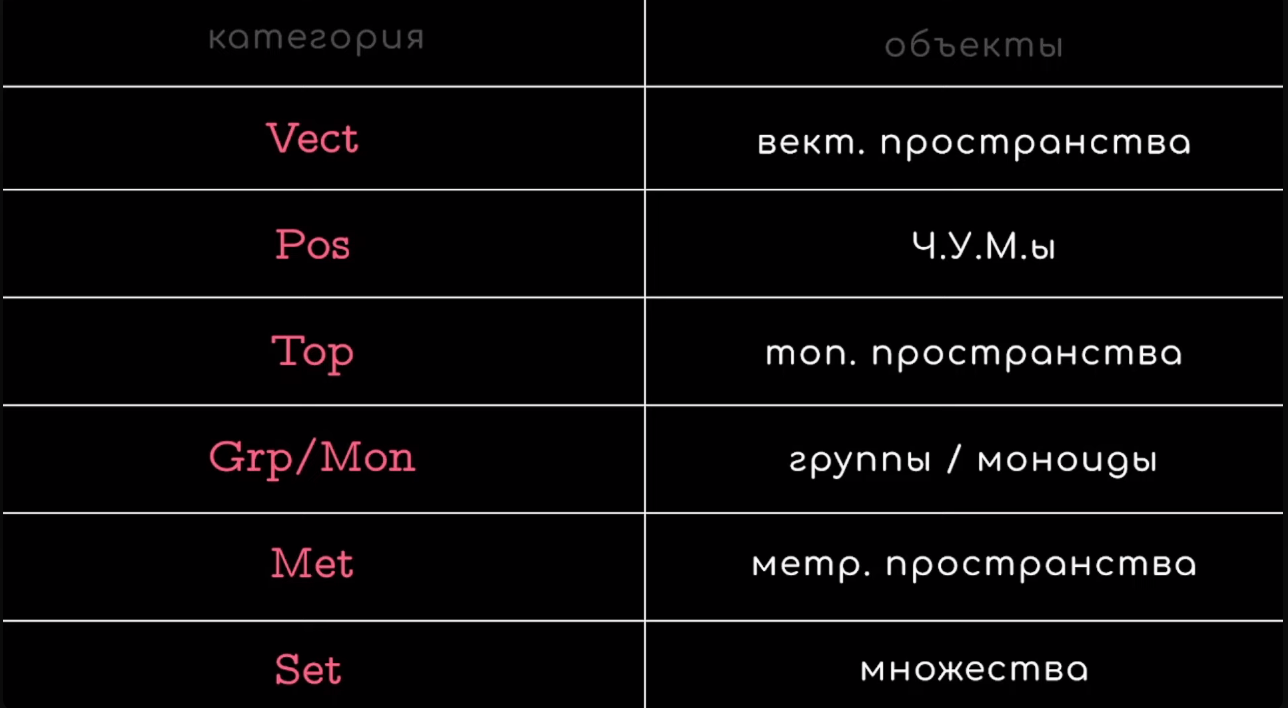 категория объекты
Vect вект. пространства
Pos Ч.У.М.ы
Top топ. пространства
Grp/Mon группы / моноиды
Met метр. пространства
Set множества